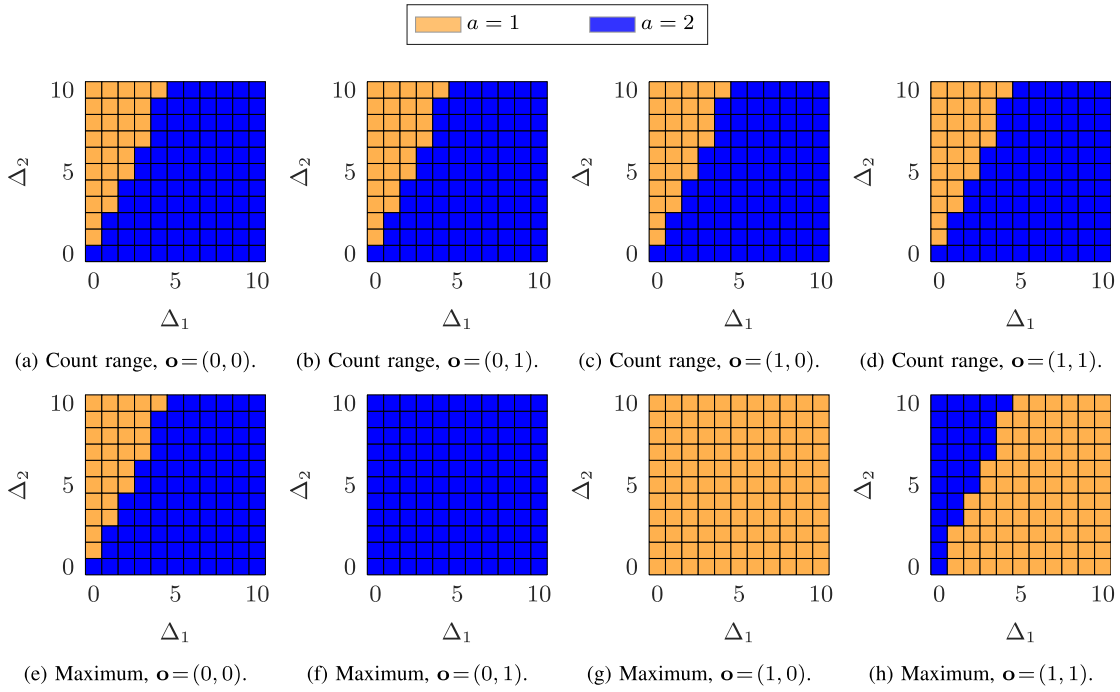 a = 1 a = 2
10 10 10 10
Δ2 Δ2 Δ2 Δ2
5 5 5 5
0 0 0 0
0 5 10 0 5 10 0 5 10 0 5 10
Δ1 Δ1 Δ1 Δ1
(a) Count range, o=(0, 0). (b) Count range, o=(0, 1). (c) Count range, o=(1, 0). (d) Count range, o=(1, 1).
10 10 10 10
Δ2 Δ2 Δ2 Δ2
5 5 5 5
0 0 0 0
0 5 10 0 5 10 0 5 10 0 5 10
Δ1 Δ1 Δ1 Δ1
(e) Maximum, o=(0, 0). (f) Maximum, o=(0, 1). (g) Maximum, o=(1, 0). (h) Maximum, o=(1, 1).